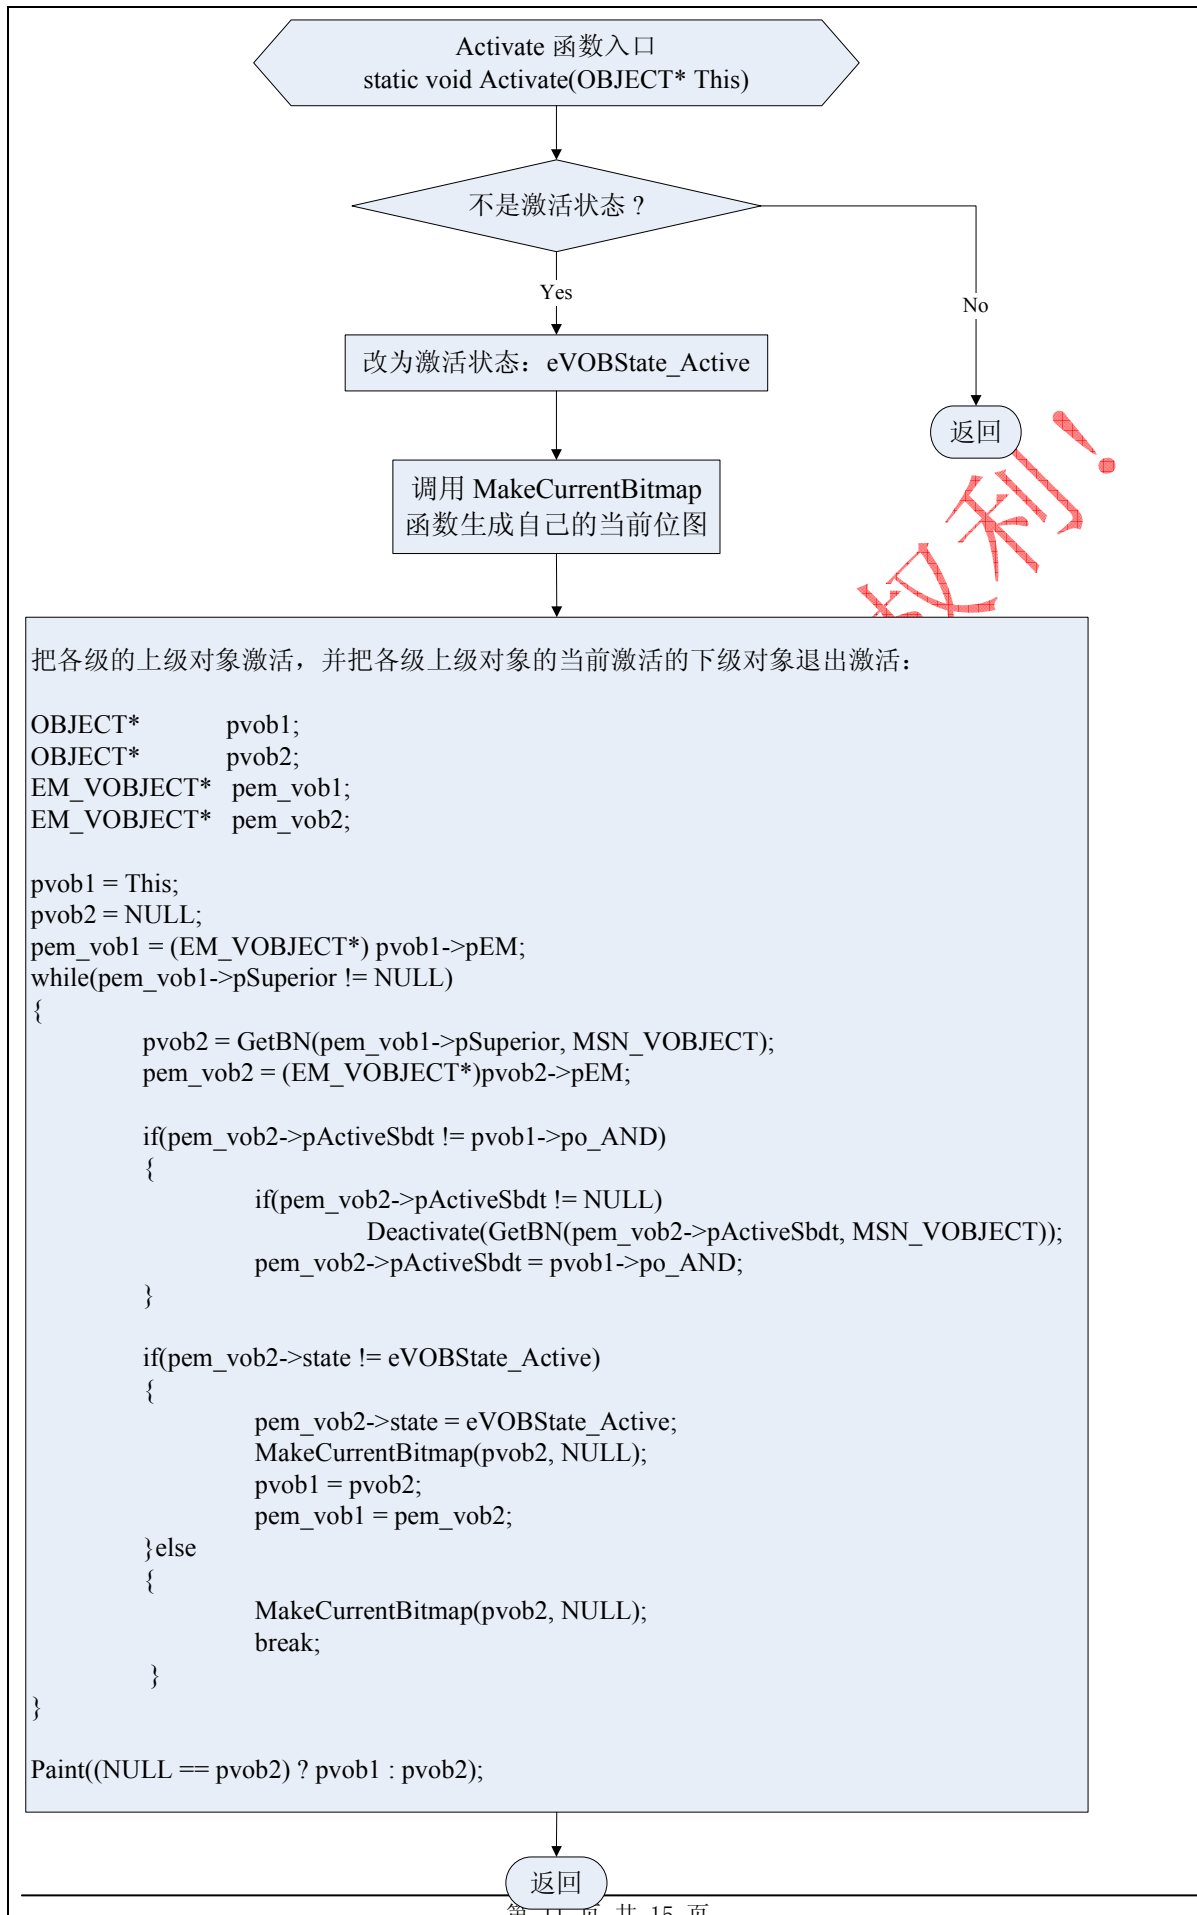 Activate 函数入口
static void Activate(OBJECT* This)
不是激活状态？
Yes
No
改为激活状态：eVOBState_Active
返回
调用 MakeCurrentBitmap
函数生成自己的当前位图
权利！
把各级的上级对象激活，并把各级上级对象的当前激活的下级对象退出激活：
OBJECT* pvob1;
OBJECT* pvob2;
EM_VOBJECT* pem_vob1;
EM_VOBJECT* pem_vob2;
pvob1 = This;
pvob2 = NULL;
pem_vob1 = (EM_VOBJECT*) pvob1->pEM;
while(pem_vob1->pSuperior != NULL)
{
pvob2 = GetBN(pem_vob1->pSuperior, MSN_VOBJECT);
pem_vob2 = (EM_VOBJECT*)pvob2->pEM;
if(pem_vob2->pActiveSbdt != pvob1->po_AND)
{
if(pem_vob2->pActiveSbdt != NULL)
Deactivate(GetBN(pem_vob2->pActiveSbdt, MSN_VOBJECT));
pem_vob2->pActiveSbdt = pvob1->po_AND;
}
if(pem_vob2->state != eVOBState_Active)
{
pem_vob2->state = eVOBState_Active;
MakeCurrentBitmap(pvob2, NULL);
pvob1 = pvob2;
pem_vob1 = pem_vob2;
}else
{
MakeCurrentBitmap(pvob2, NULL);
break;
}
}
Paint((NULL == pvob2) ? pvob1 : pvob2);
返回
第 11 页 共 15 页